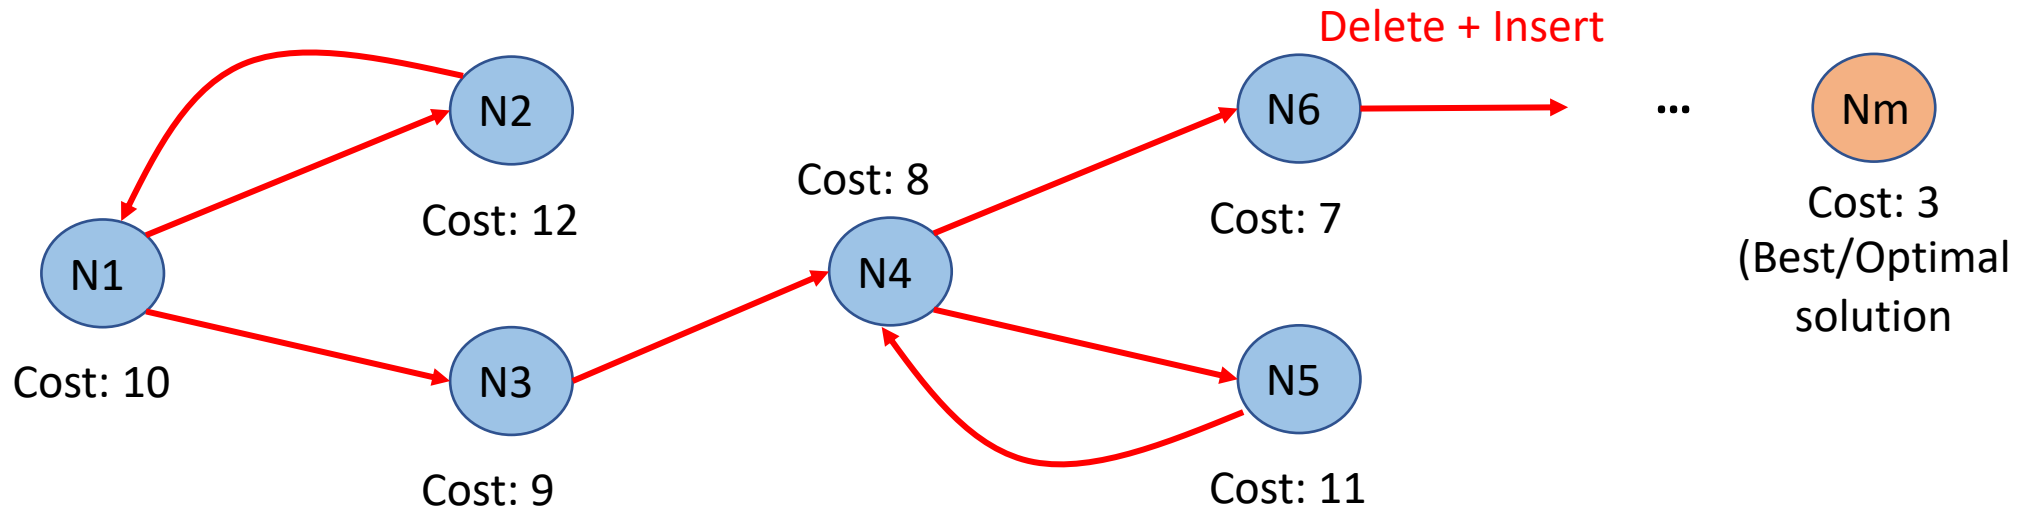 Delete + Insert
N2
N6
...
Nm
Cost: 8
Cost: 12
Cost: 7
Cost: 3
(Best/Optimal
solution
N1
N4
Cost: 10
N3
N5
Cost: 9
Cost: 11